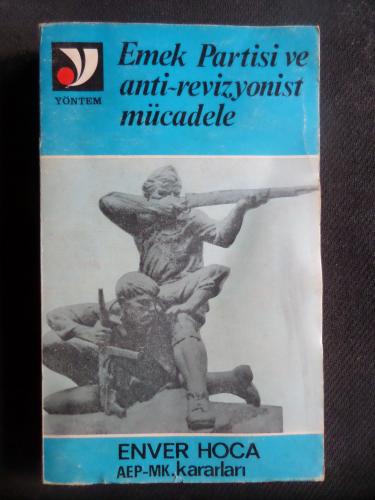 YÖNTEM
Emek Partisi ve
anti-revizyonist
mücadele
ENVER HOCA
AEP-MK. kararları